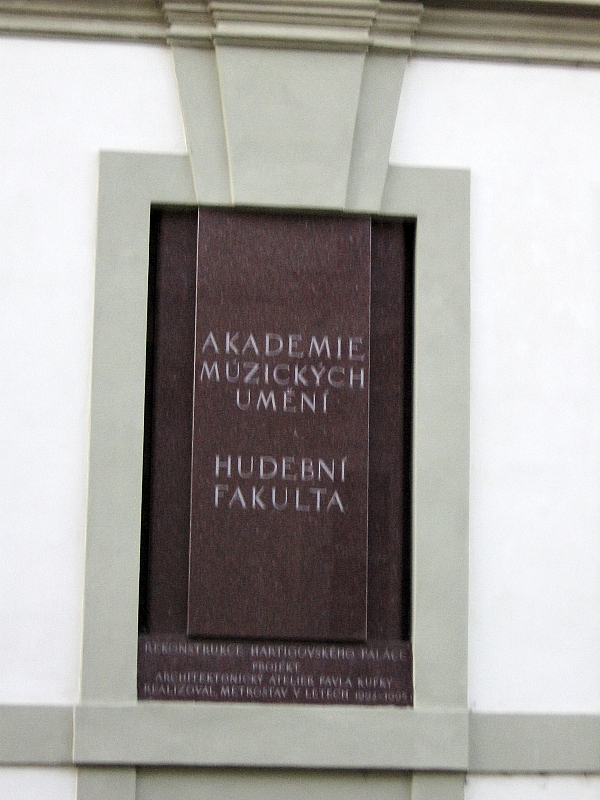 AKADEMIE
MÚZICKÝCH
UMĚNÍ
HUDEBNÍ
FAKULTA
REKONSTRUKCE HARTIGOVSKÉHO PALÁCE
PROJEKT
ARCHITEKTONICKÝ ATELIER PAVLA KUPKY
REALIZOVAL METROSTAV V LETECH